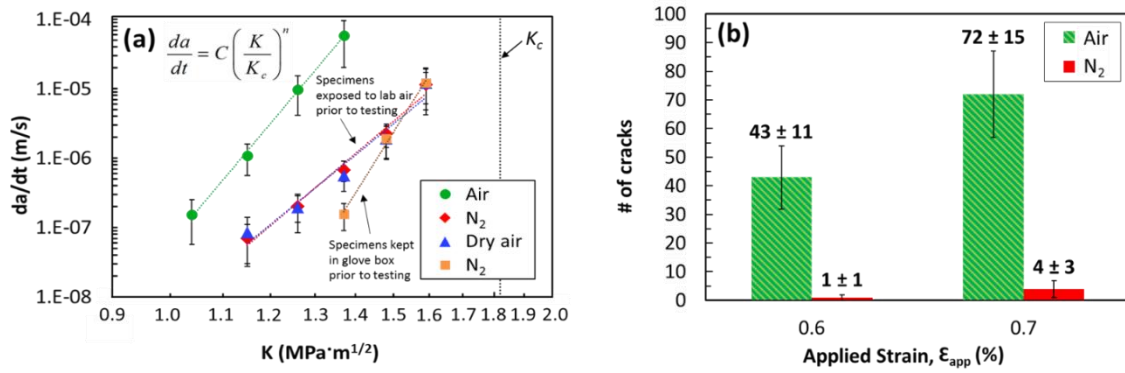 (a)
da/dt = C(K/K_c)^n
K_c
Specimens
exposed to lab air
prior to testing
Specimens kept
in glove box
prior to testing
Air
N₂
Dry air
N₂
da/dt (m/s)
1.E-04
1.E-05
1.E-06
1.E-07
1.E-08
0.9 1.0 1.1 1.2 1.3 1.4 1.5 1.6 1.7 1.8 1.9 2.0
K (MPa·m^1/2)
(b)
72 ± 15
43 ± 11
4 ± 3
1 ± 1
Air
N₂
# of cracks
100
90
80
70
60
50
40
30
20
10
0
0.6 0.7
Applied Strain, ε_app (%)